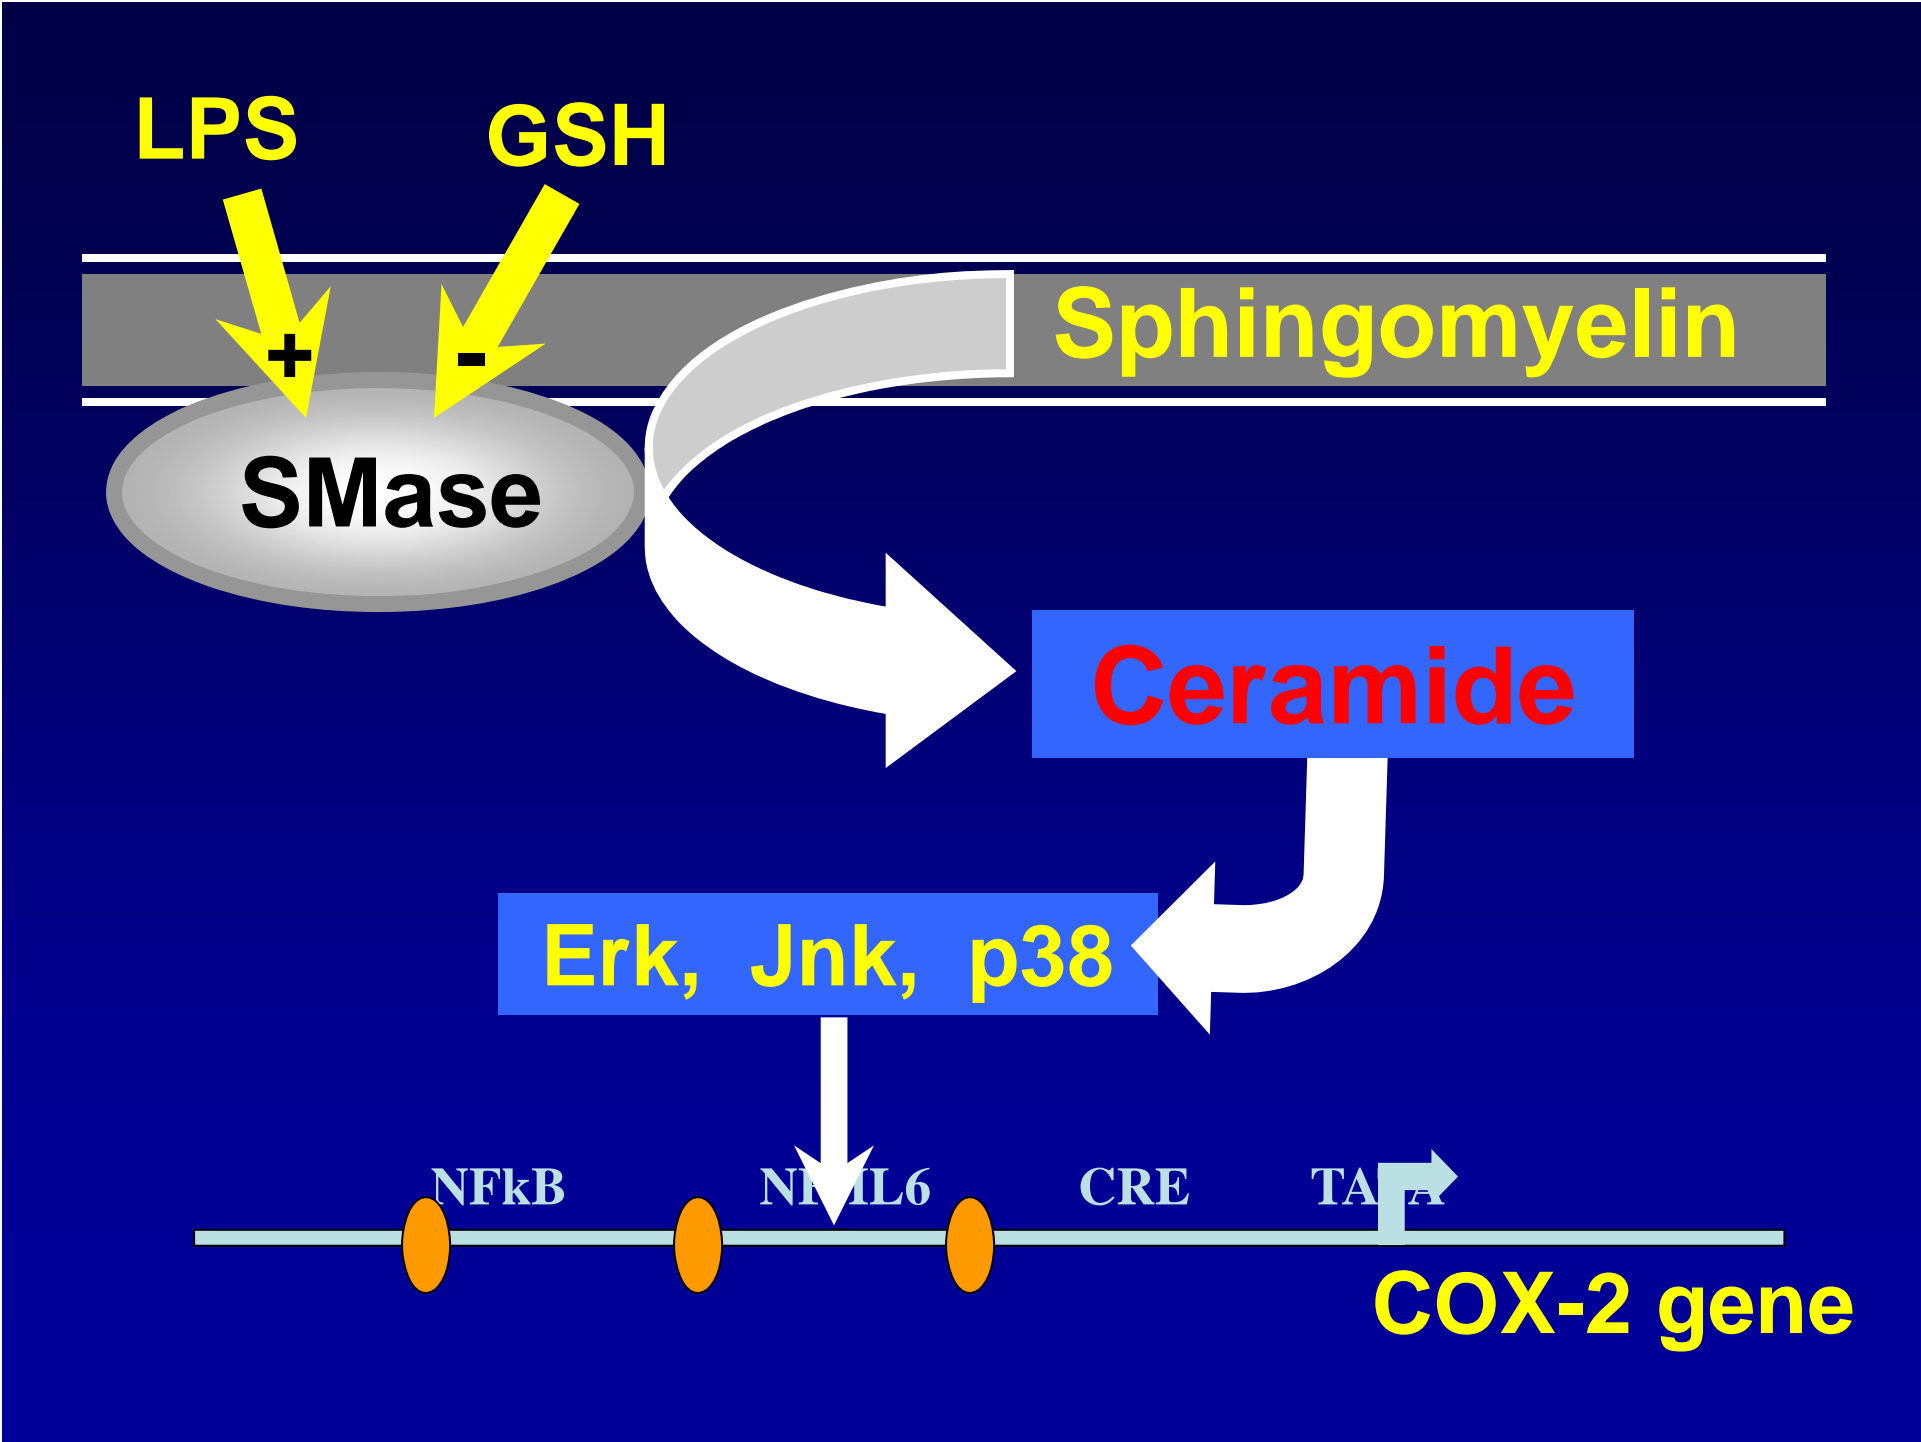 LPS
GSH
Sphingomyelin
+
-
SMase
Ceramide
Erk, Jnk, p38
NFkB
CRE
COX-2 gene